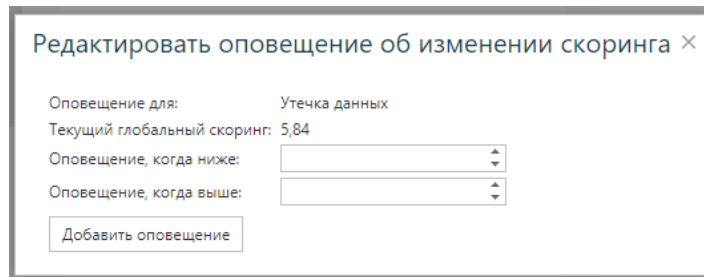 Редактировать оповещение об изменении скоринга
Оповещение для: Утечка данных
Текущий глобальный скоринг: 5,84
Оповещение, когда ниже:
Оповещение, когда выше:
Добавить оповещение